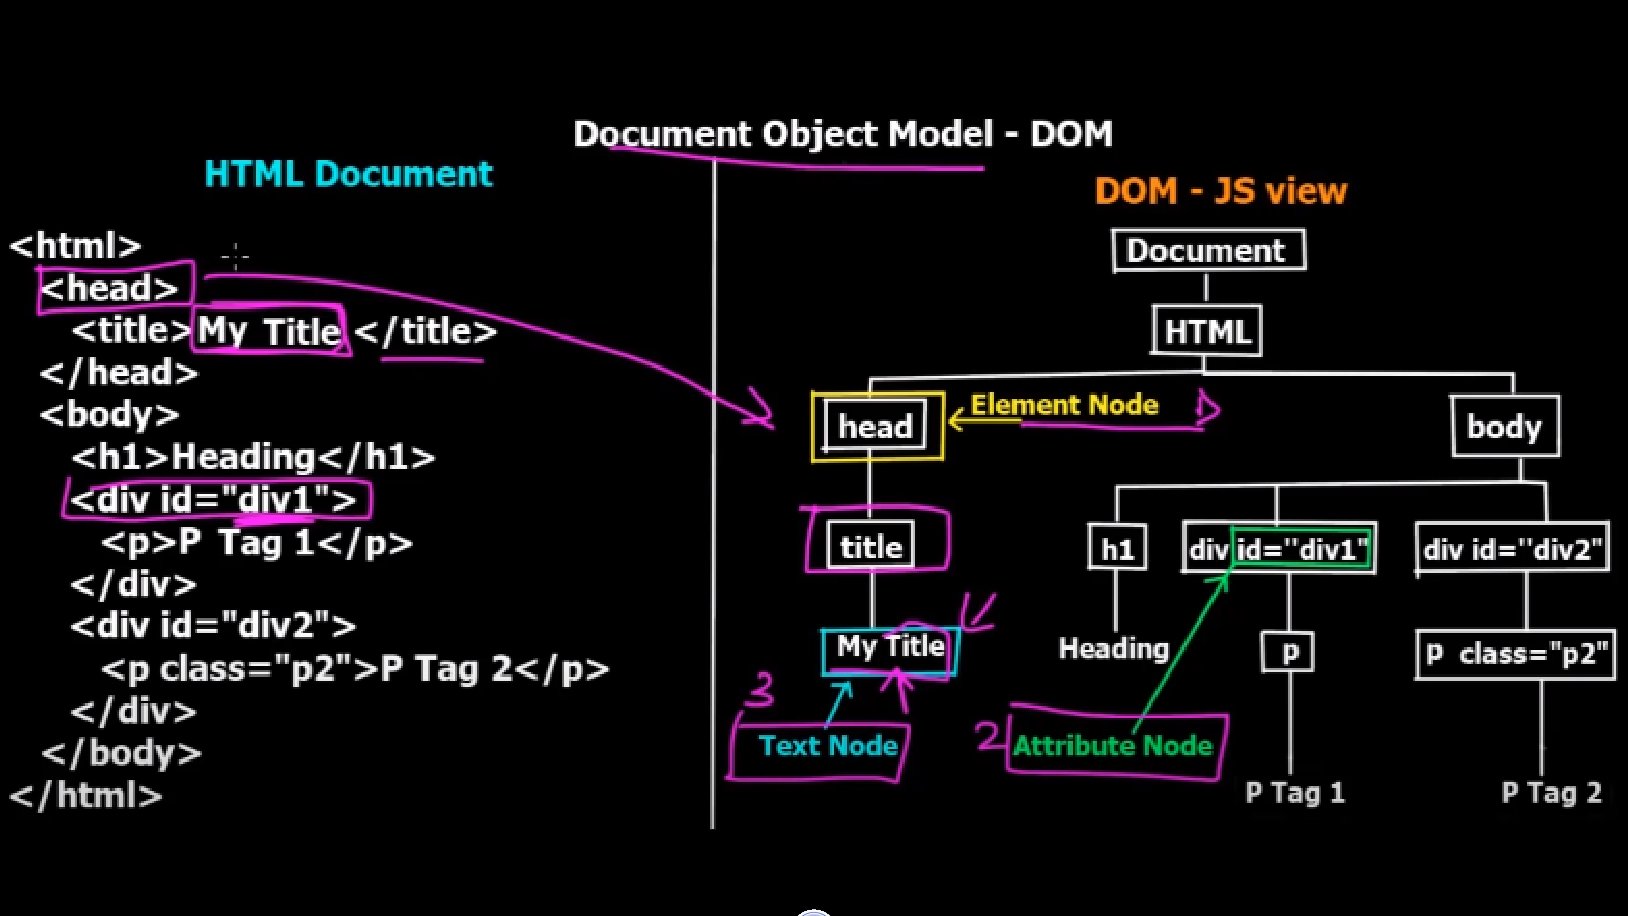 Document Object Model - DOM
HTML Document
<html>
<head>
<title>My Title </title>
</head>
<body>
<h1>Heading</h1>
<div id="div1">
<p>P Tag 1</p>
</div>
<div id="div2">
<p class="p2">P Tag 2</p>
</div>
</body>
</html>
DOM - JS view
Document
HTML
head
Element Node
body
title
h1
div id="div1"
div id="div2"
My Title
Heading
p
p class="p2"
3
Text Node
2
Attribute Node
P Tag 1
P Tag 2